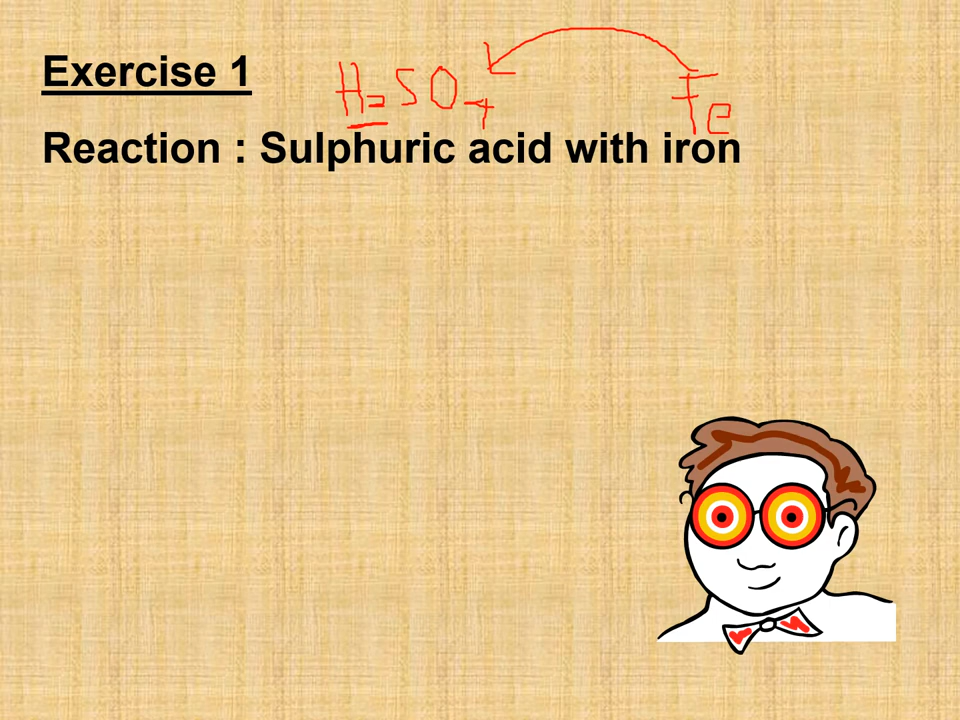 Exercise 1
H2SO4 Fe
Reaction : Sulphuric acid with iron